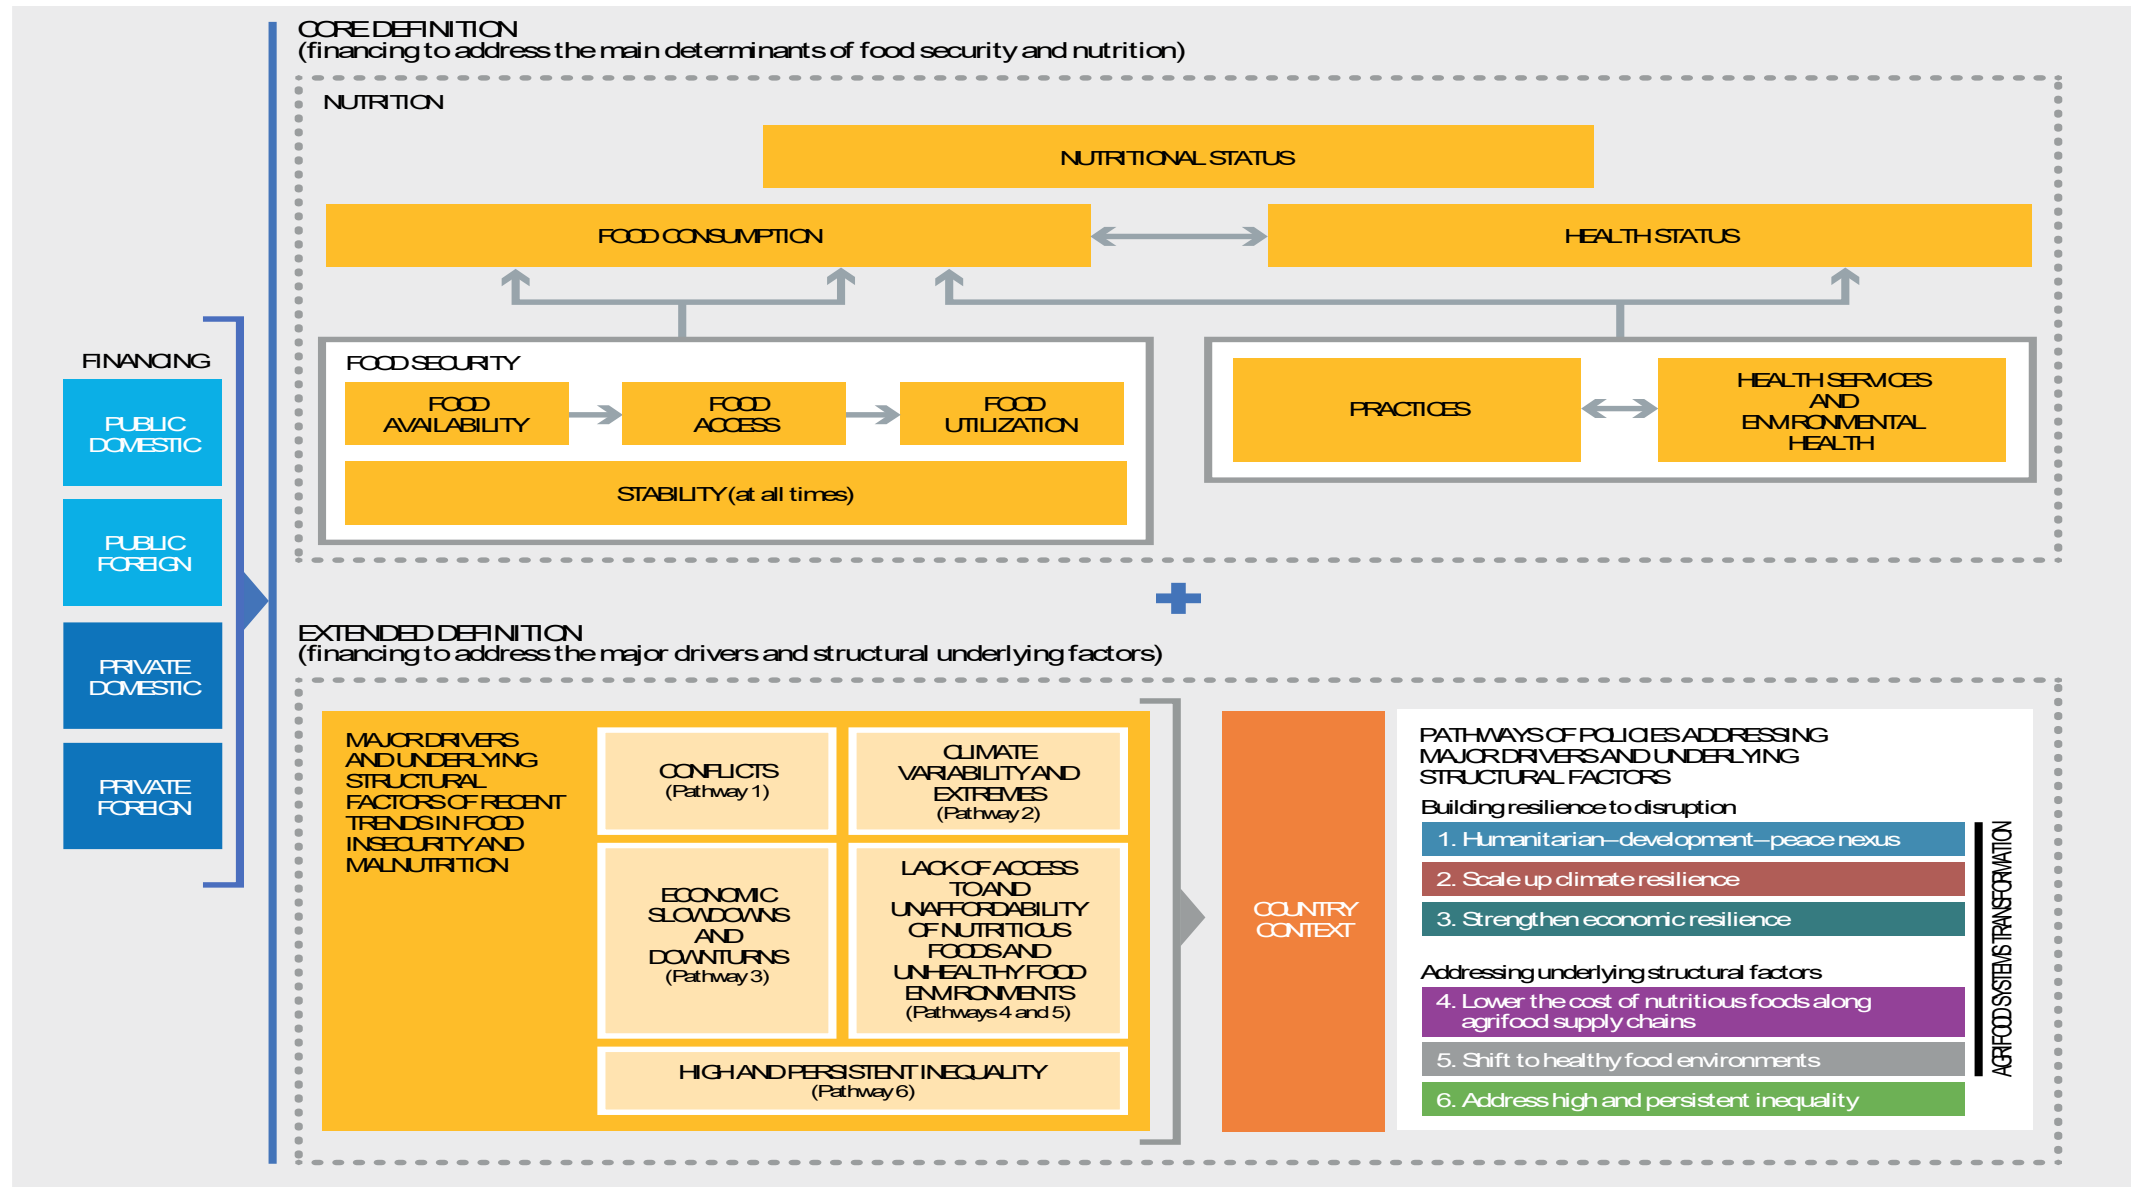 CORE DEFINITION
(financing to address the main determinants of food security and nutrition)
NUTRITION
NUTRITIONAL STATUS
FOOD CONSUMPTION
HEALTH STATUS
FOOD SECURITY
FOOD
AVAILABILITY
FOOD
ACCESS
FOOD
UTILIZATION
STABILITY (at all times)
PRACTICES
HEALTH SERVICES
AND
ENVIRONMENTAL
HEALTH
FINANCING
PUBLIC
DOMESTIC
PUBLIC
FOREIGN
PRIVATE
DOMESTIC
PRIVATE
FOREIGN
EXTENDED DEFINITION
(financing to address the major drivers and structural underlying factors)
MAJOR DRIVERS
AND UNDERLYING
STRUCTURAL
FACTORS OF RECENT
TRENDS IN FOOD
INSECURITY AND
MALNUTRITION
CONFLICTS
(Pathway 1)
CLIMATE
VARIABILITY AND
EXTREMES
(Pathway 2)
ECONOMIC
SLOWDOWNS
AND
DOWNTURNS
(Pathway 3)
LACK OF ACCESS
TO AND
UNAFFORDABILITY
OF NUTRITIOUS
FOODS AND
UNHEALTHY FOOD
ENVIRONMENTS
(Pathways 4 and 5)
HIGH AND PERSISTENT INEQUALITY
(Pathway 6)
COUNTRY
CONTEXT
PATHWAYS OF POLICIES ADDRESSING
MAJOR DRIVERS AND UNDERLYING
STRUCTURAL FACTORS
Building resilience to disruption
1. Humanitarian–development–peace nexus
2. Scale up climate resilience
3. Strengthen economic resilience
Addressing underlying structural factors
4. Lower the cost of nutritious foods along
agrifood supply chains
5. Shift to healthy food environments
6. Address high and persistent inequality
AGRIFOOD SYSTEMS TRANSFORMATION